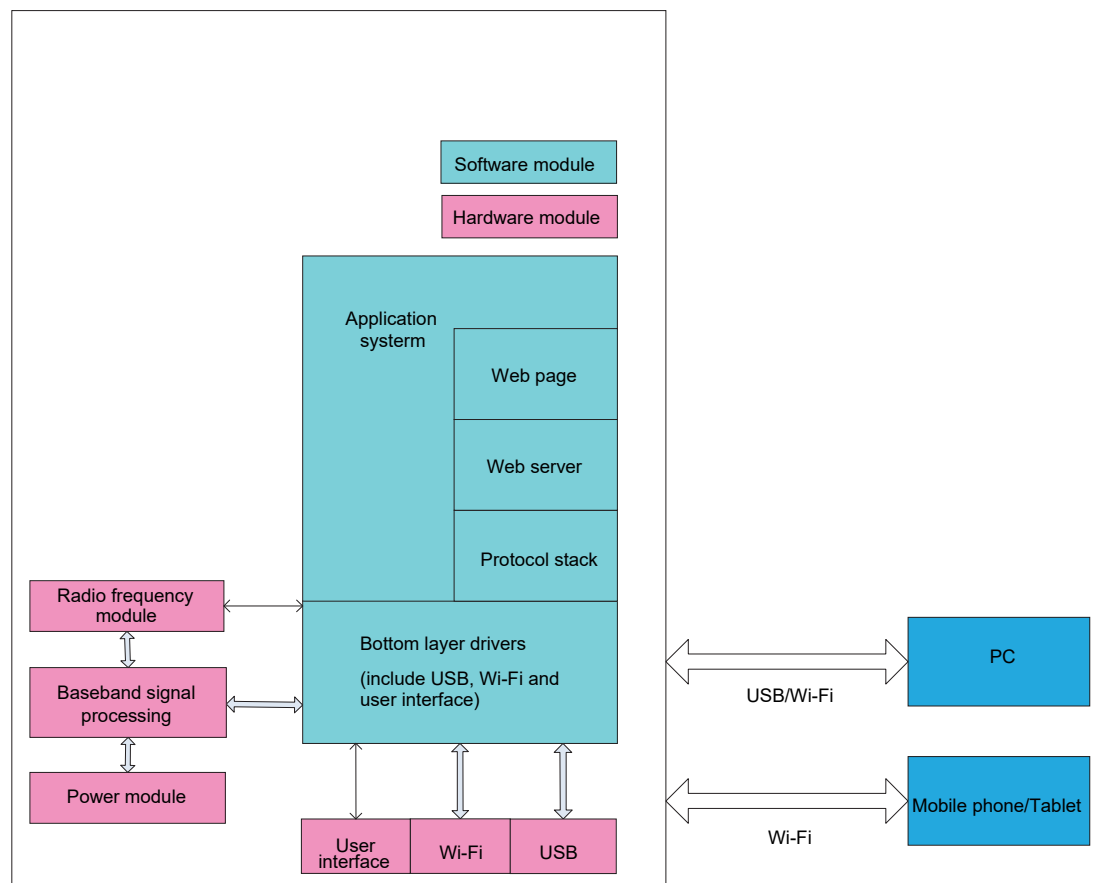 Software module
Hardware module
Application
systerm
Web page
Web server
Protocol stack
Radio frequency
module
Bottom layer drivers
(include USB, Wi-Fi and
user interface)
Baseband signal
processing
Power module
User
interface
Wi-Fi
USB
PC
USB/Wi-Fi
Mobile phone/Tablet
Wi-Fi